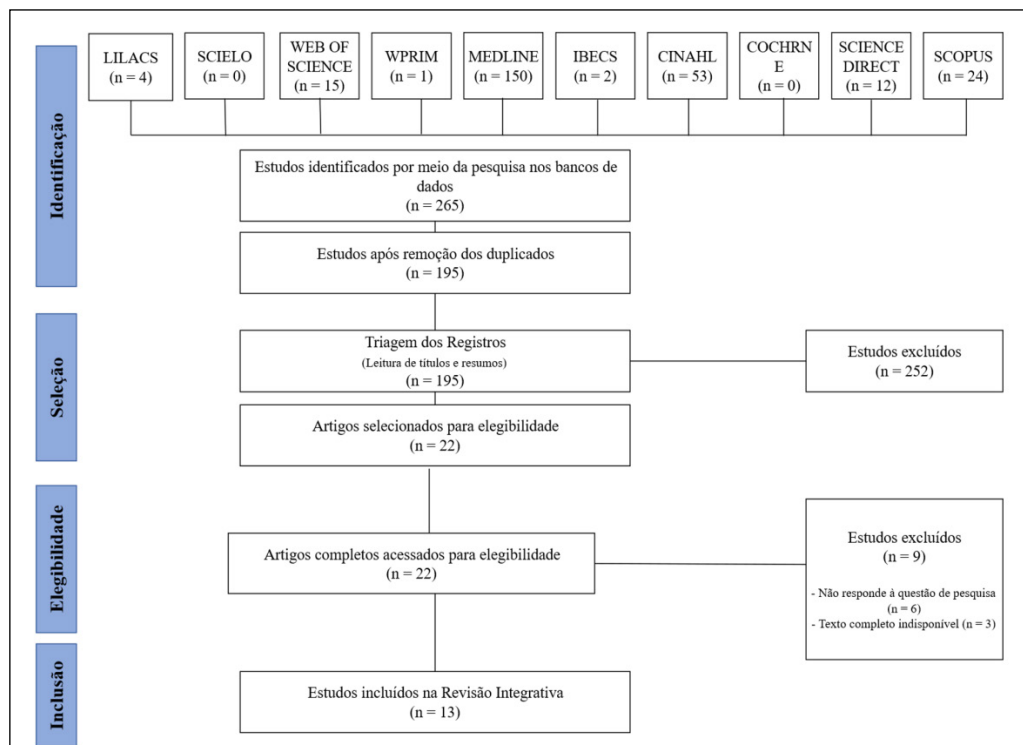 Identificação
LILACS
(n = 4)
SCIELO
(n = 0)
WEB OF
SCIENCE
(n = 15)
WPRIM
(n = 1)
MEDLINE
(n = 150)
IBECS
(n = 2)
CINAHL
(n = 53)
COCHRN
E
(n = 0)
SCIENCE
DIRECT
(n = 12)
SCOPUS
(n = 24)
Estudos identificados por meio da pesquisa nos bancos de
dados
(n = 265)
Estudos após remoção dos duplicados
(n = 195)
Seleção
Triagem dos Registros
(Leitura de títulos e resumos)
(n = 195)
Estudos excluídos
(n = 252)
Artigos selecionados para elegibilidade
(n = 22)
Elegibilidade
Artigos completos acessados para elegibilidade
(n = 22)
Estudos excluídos
(n = 9)
- Não responde à questão de pesquisa
(n = 6)
- Texto completo indisponível (n = 3)
Inclusão
Estudos incluídos na Revisão Integrativa
(n = 13)